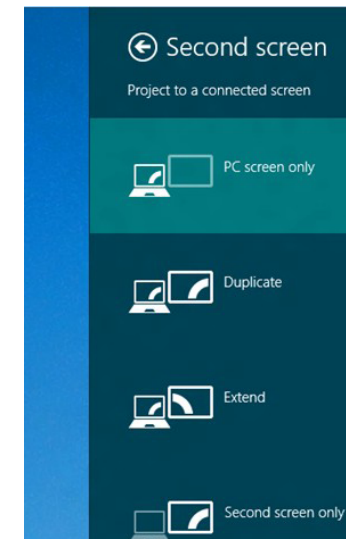 Second screen
Project to a connected screen
PC screen only
Duplicate
Extend
Second screen only